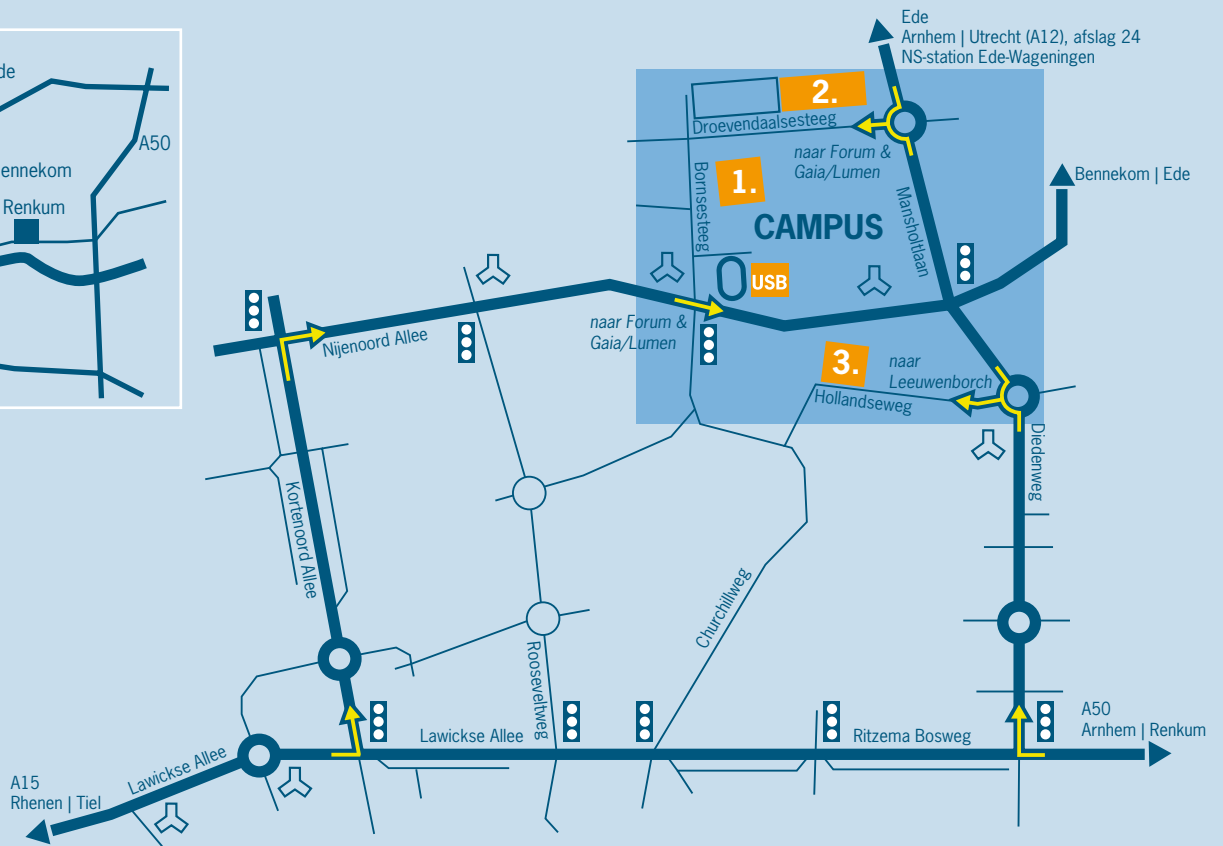 Ede
Arnhem | Utrecht (A12), afslag 24
NS-station Ede-Wageningen
de
A50
ennekom
Renkum
2.
Droevendaalsesteeg
naar Forum &
Gaia/Lumen
Bornsesteeg
1.
CAMPUS
Mansholtlaan
Bennekom | Ede
USB
naar Forum &
Gaia/Lumen
Nijenoord Allee
3.
naar
Leeuwenborch
Hollandseweg
Diedenweg
Kortenoord Allee
Churchillweg
Rooseveltweg
Lawickse Allee
Ritzema Bosweg
A50
Arnhem | Renkum
Lawickse Allee
A15
Rhenen | Tiel